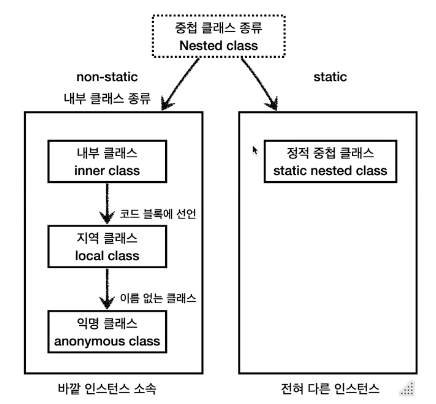 중첩 클래스 종류
Nested class
non-static
static
내부 클래스 종류
내부 클래스
inner class
코드 블록에 선언
지역 클래스
local class
이름 없는 클래스
익명 클래스
anonymous class
정적 중첩 클래스
static nested class
바깥 인스턴스 소속
전혀 다른 인스턴스